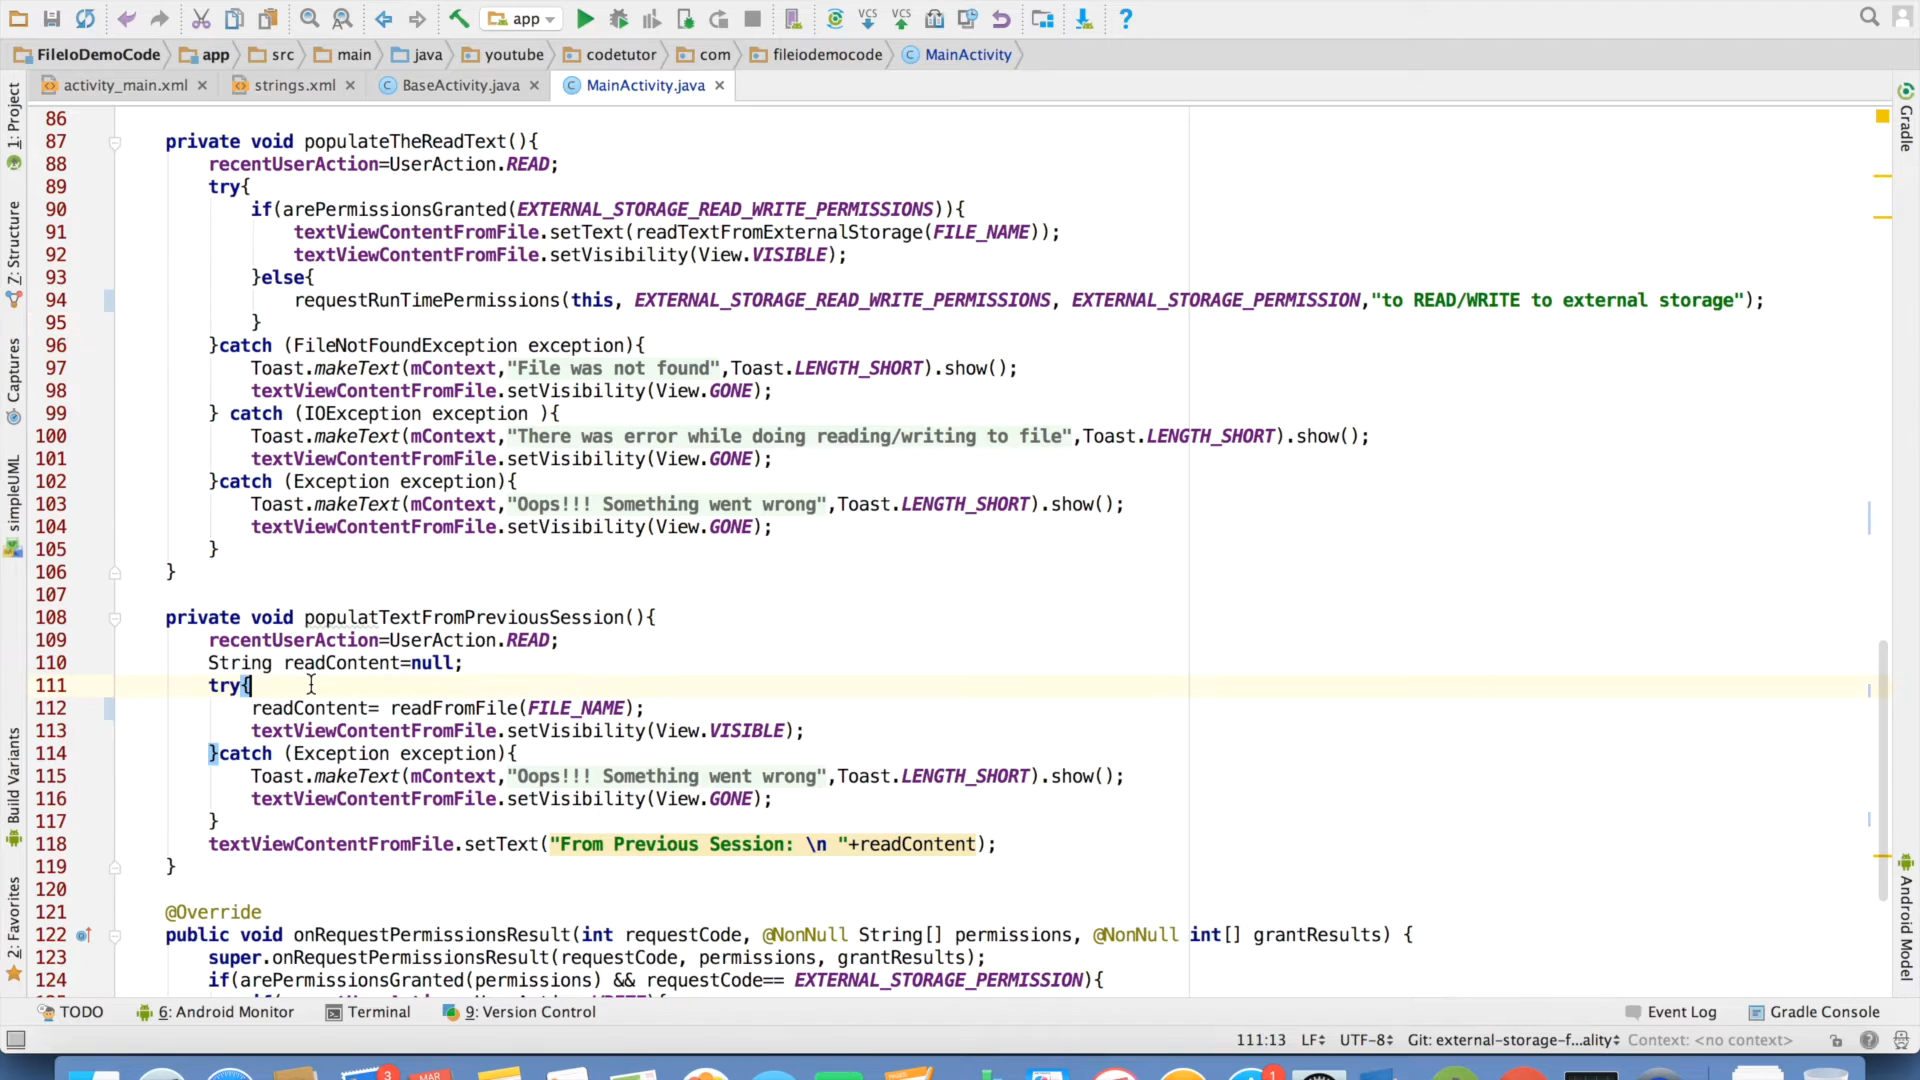 app
FileIoDemoCode app src main java youtube codetutor com fileiodemocode MainActivity
activity_main.xml strings.xml BaseActivity.java MainActivity.java
1: Project
7: Structure
Captures
simpleUML
Build Variants
2: Favorites
Gradle
Android Model
86
87 private void populateTheReadText(){
88 recentUserAction=UserAction.READ;
89 try{
90 if(arePermissionsGranted(EXTERNAL_STORAGE_READ_WRITE_PERMISSIONS)){
91 textViewContentFromFile.setText(readTextFromExternalStorage(FILE_NAME));
92 textViewContentFromFile.setVisibility(View.VISIBLE);
93 }else{
94 requestRunTimePermissions(this, EXTERNAL_STORAGE_READ_WRITE_PERMISSIONS, EXTERNAL_STORAGE_PERMISSION,"to READ/WRITE to external storage");
95 }
96 }catch (FileNotFoundException exception){
97 Toast.makeText(mContext,"File was not found",Toast.LENGTH_SHORT).show();
98 textViewContentFromFile.setVisibility(View.GONE);
99 } catch (IOException exception ){
100 Toast.makeText(mContext,"There was error while doing reading/writing to file",Toast.LENGTH_SHORT).show();
101 textViewContentFromFile.setVisibility(View.GONE);
102 }catch (Exception exception){
103 Toast.makeText(mContext,"Oops!!! Something went wrong",Toast.LENGTH_SHORT).show();
104 textViewContentFromFile.setVisibility(View.GONE);
105 }
106 }
107
108 private void populatTextFromPreviousSession(){
109 recentUserAction=UserAction.READ;
110 String readContent=null;
111 try{
112 readContent= readFromFile(FILE_NAME);
113 textViewContentFromFile.setVisibility(View.VISIBLE);
114 }catch (Exception exception){
115 Toast.makeText(mContext,"Oops!!! Something went wrong",Toast.LENGTH_SHORT).show();
116 textViewContentFromFile.setVisibility(View.GONE);
117 }
118 textViewContentFromFile.setText("From Previous Session: \n "+readContent);
119 }
120
121 @Override
122 public void onRequestPermissionsResult(int requestCode, @NonNull String[] permissions, @NonNull int[] grantResults) {
123 super.onRequestPermissionsResult(requestCode, permissions, grantResults);
124 if(arePermissionsGranted(permissions) && requestCode== EXTERNAL_STORAGE_PERMISSION){
TODO 6: Android Monitor Terminal 9: Version Control Event Log Gradle Console
111:13 LF UTF-8 Git: external-storage-f...ality Context: <no context>
3 MAR 1